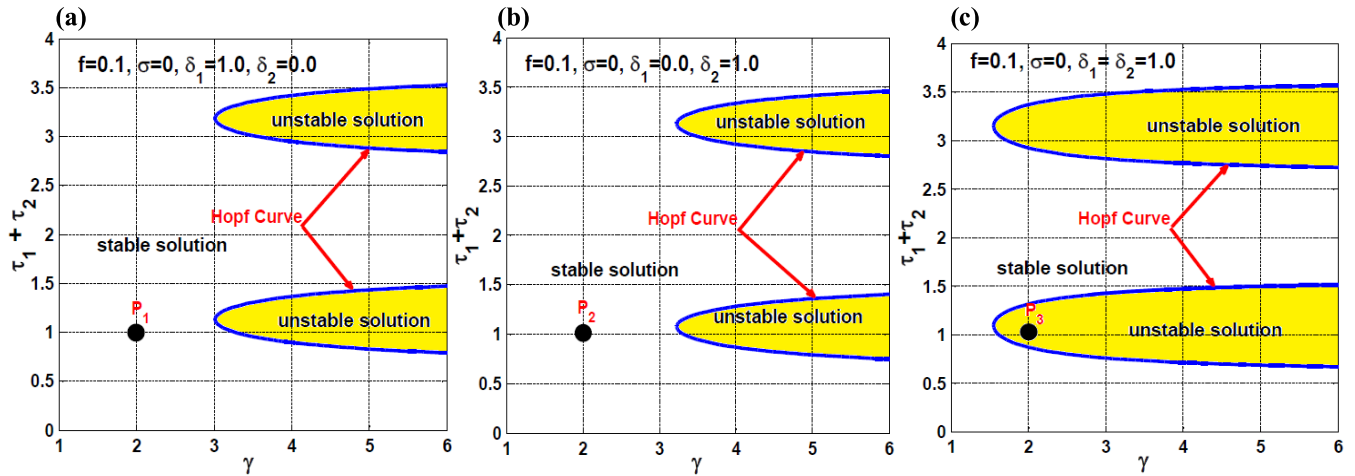 (a)
f=0.1, σ=0, δ₁=1.0, δ₂=0.0
unstable solution
Hopf Curve
stable solution
P₁
unstable solution
4
3.5
3
2.5
2
1.5
1
0.5
0
1 2 3 4 5 6
τ₁ + τ₂
γ
(b)
f=0.1, σ=0, δ₁=0.0, δ₂=1.0
unstable solution
Hopf Curve
stable solution
P₂
unstable solution
4
3.5
3
2.5
2
1.5
1
0.5
0
1 2 3 4 5 6
τ₁+τ₂
γ
(c)
f=0.1, σ=0, δ₁= δ₂=1.0
unstable solution
Hopf Curve
stable solution
P₃
unstable solution
4
3.5
3
2.5
2
1.5
1
0.5
0
1 2 3 4 5 6
τ₁+τ₂
γ